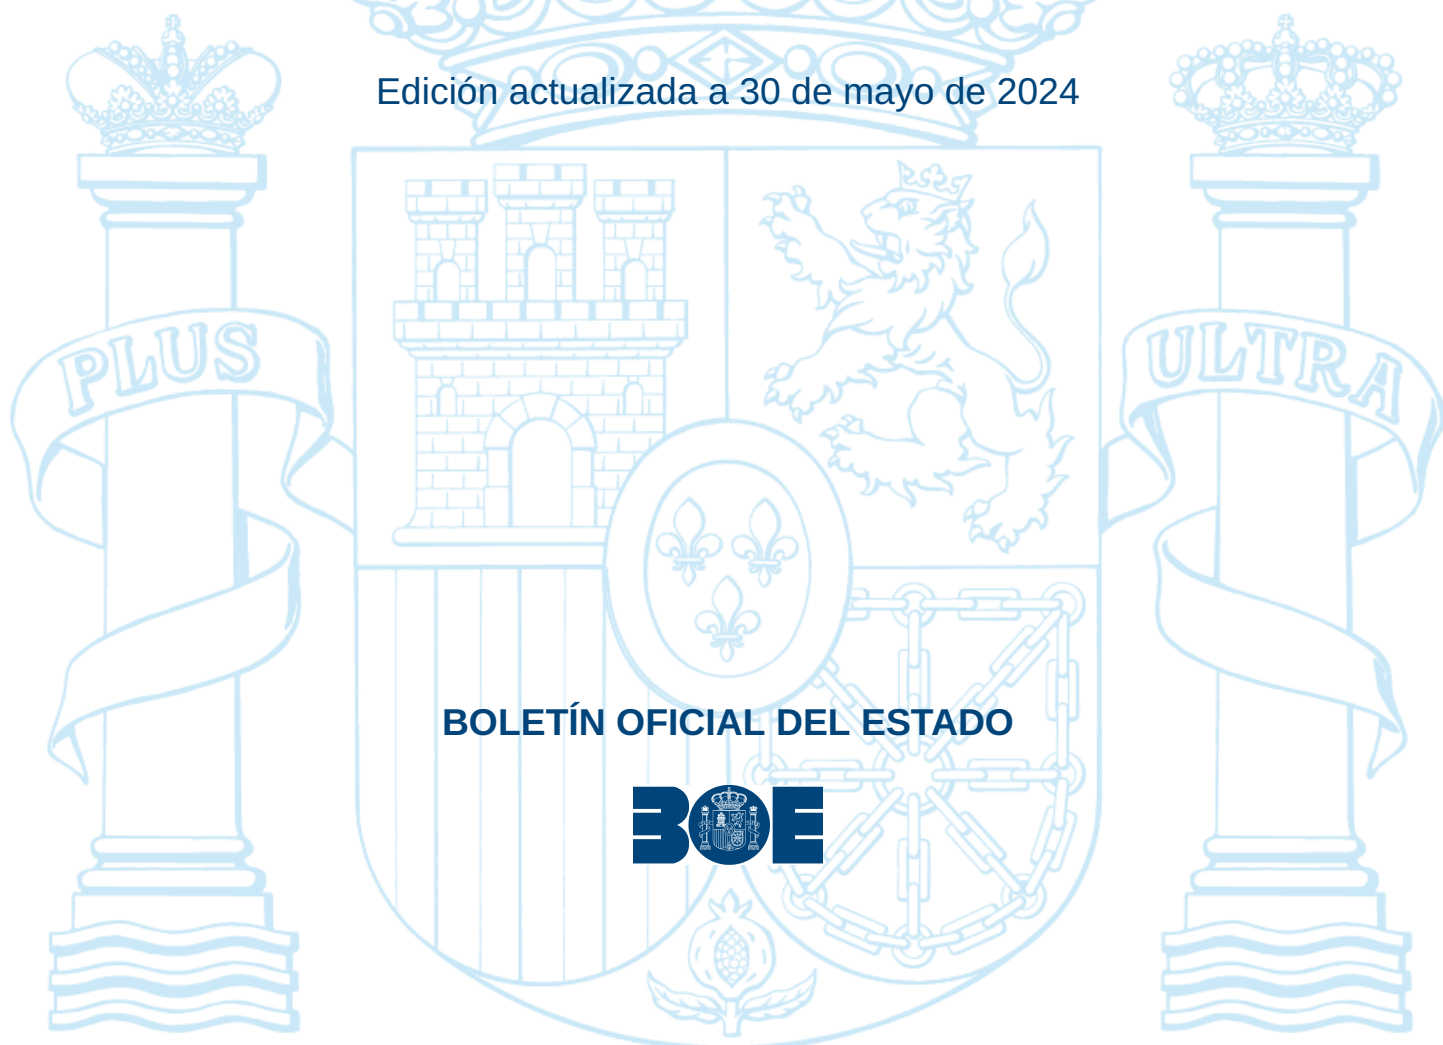 Edición actualizada a 30 de mayo de 2024
PLUS
ULTRA
BOLETÍN OFICIAL DEL ESTADO
BOE